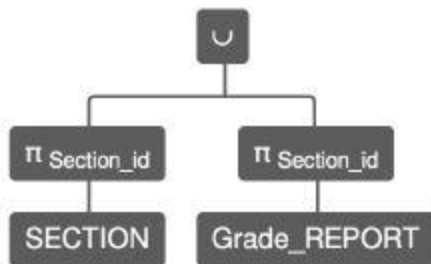 ∪
π Section_id π Section_id
SECTION Grade_REPORT